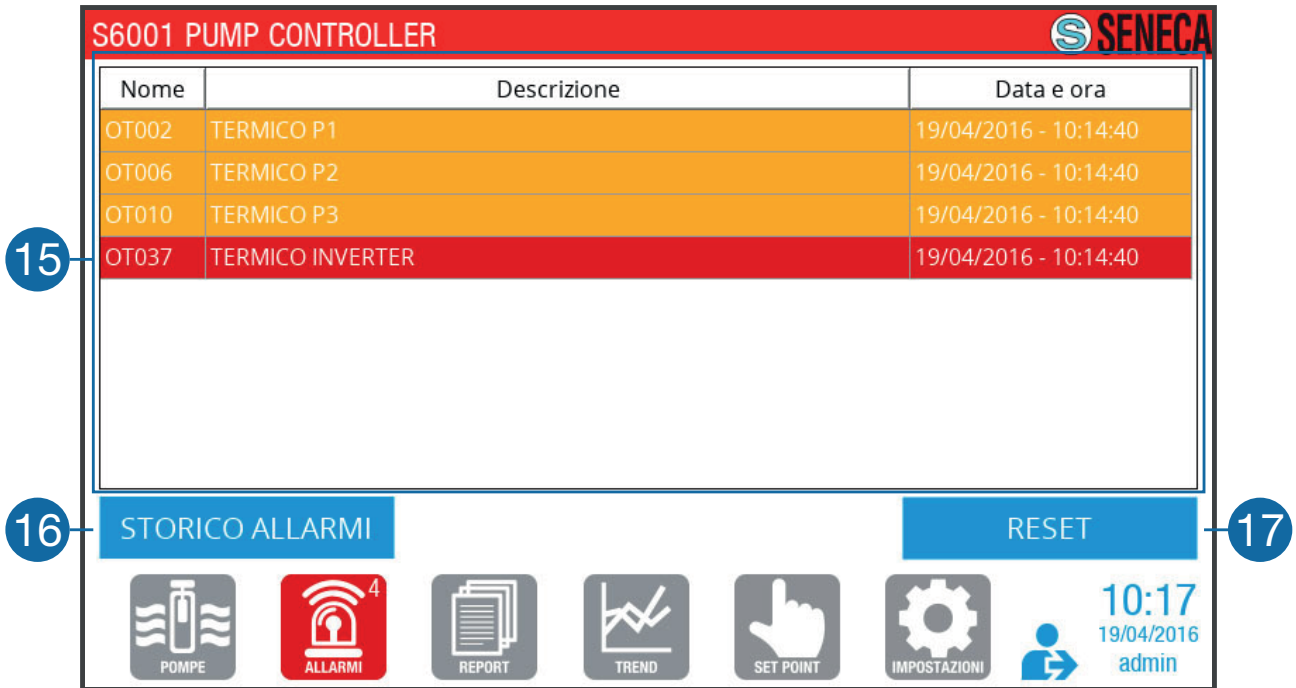 S6001 PUMP CONTROLLER
S SENECA
Nome Descrizione Data e ora
OT002 TERMICO P1 19/04/2016 - 10:14:40
OT006 TERMICO P2 19/04/2016 - 10:14:40
OT010 TERMICO P3 19/04/2016 - 10:14:40
15
OT037 TERMICO INVERTER 19/04/2016 - 10:14:40
16 STORICO ALLARMI RESET 17
4
10:17
19/04/2016
POMPE ALLARMI REPORT TREND SET POINT IMPOSTAZIONI admin